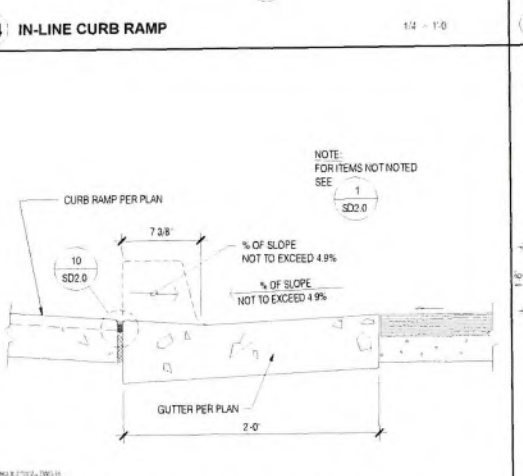 IN-LINE CURB RAMP
1/4 = 1'-0
NOTE:
FOR ITEMS NOT NOTED
SEE
1
SD2.0
CURB RAMP PER PLAN
7 3/8"
10
SD2.0
% OF SLOPE
NOT TO EXCEED 4.9%
% OF SLOPE
NOT TO EXCEED 4.9%
1'-6"
GUTTER PER PLAN
2'-0"